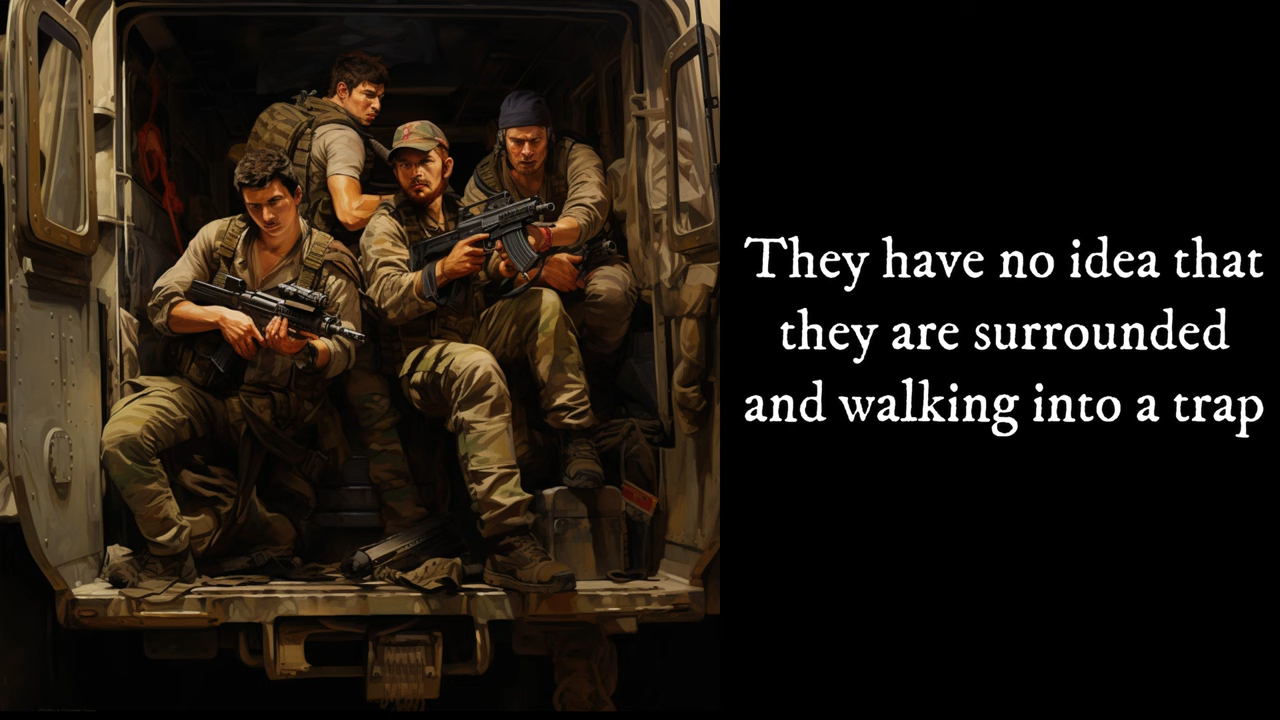 They have no idea that
they are surrounded
and walking into a trap